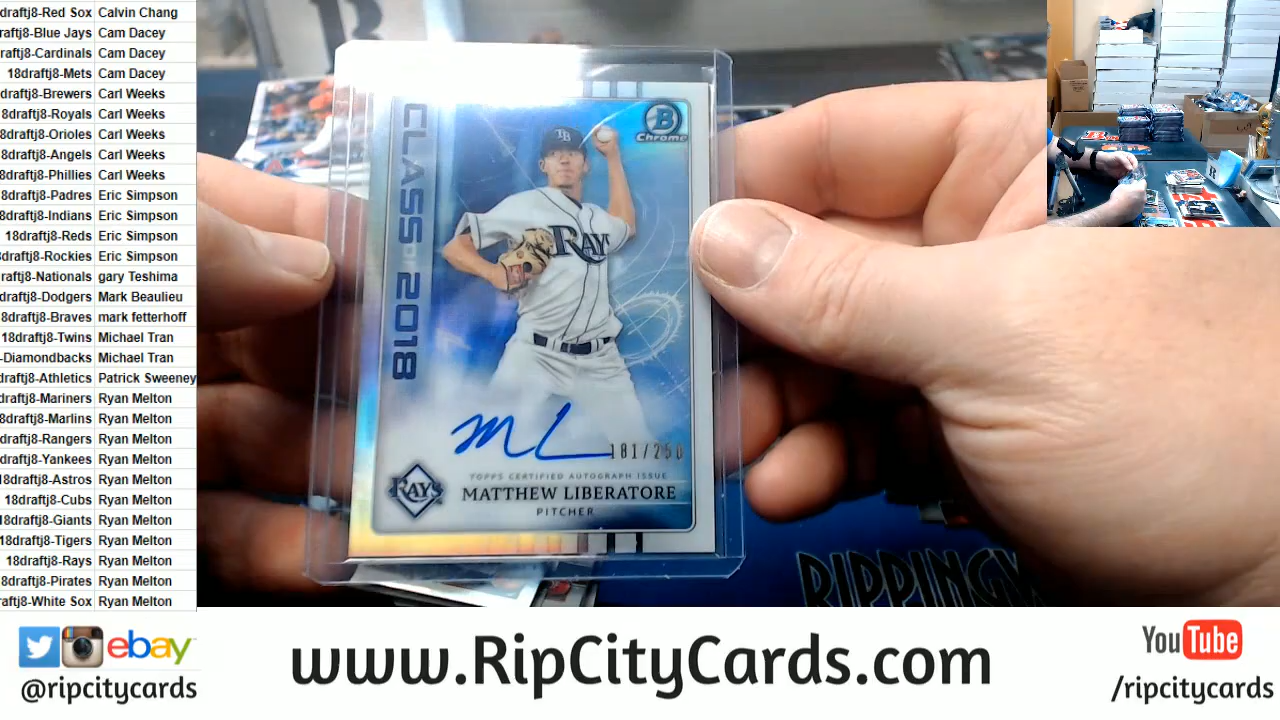 draftj8-Red Sox Calvin Chang
raftj8-Blue Jays Cam Dacey
raftj8-Cardinals Cam Dacey
18draftj8-Mets Cam Dacey
8draftj8-Brewers Carl Weeks
8draftj8-Royals Carl Weeks
8draftj8-Orioles Carl Weeks
8draftj8-Angels Carl Weeks
8draftj8-Phillies Carl Weeks
8draftj8-Padres Eric Simpson
8draftj8-Indians Eric Simpson
18draftj8-Reds Eric Simpson
8draftj8-Rockies Eric Simpson
raftj8-Nationals gary Teshima
draftj8-Dodgers Mark Beaulieu
8draftj8-Braves mark fetterhoff
18draftj8-Twins Michael Tran
-Diamondbacks Michael Tran
draftj8-Athletics Patrick Sweeney
8draftj8-Mariners Ryan Melton
8draftj8-Marlins Ryan Melton
draftj8-Rangers Ryan Melton
draftj8-Yankees Ryan Melton
18draftj8-Astros Ryan Melton
18draftj8-Cubs Ryan Melton
18draftj8-Giants Ryan Melton
18draftj8-Tigers Ryan Melton
18draftj8-Rays Ryan Melton
8draftj8-Pirates Ryan Melton
raftj8-White Sox Ryan Melton
CLASS OF 2018
B
Chrome
TB
RAYS
181/250
TOPPS CERTIFIED AUTOGRAPH ISSUE
RAYS
MATTHEW LIBERATORE
PITCHER
RIPPING
ebay
@ripcitycards
www.RipCityCards.com
YouTube
/ripcitycards